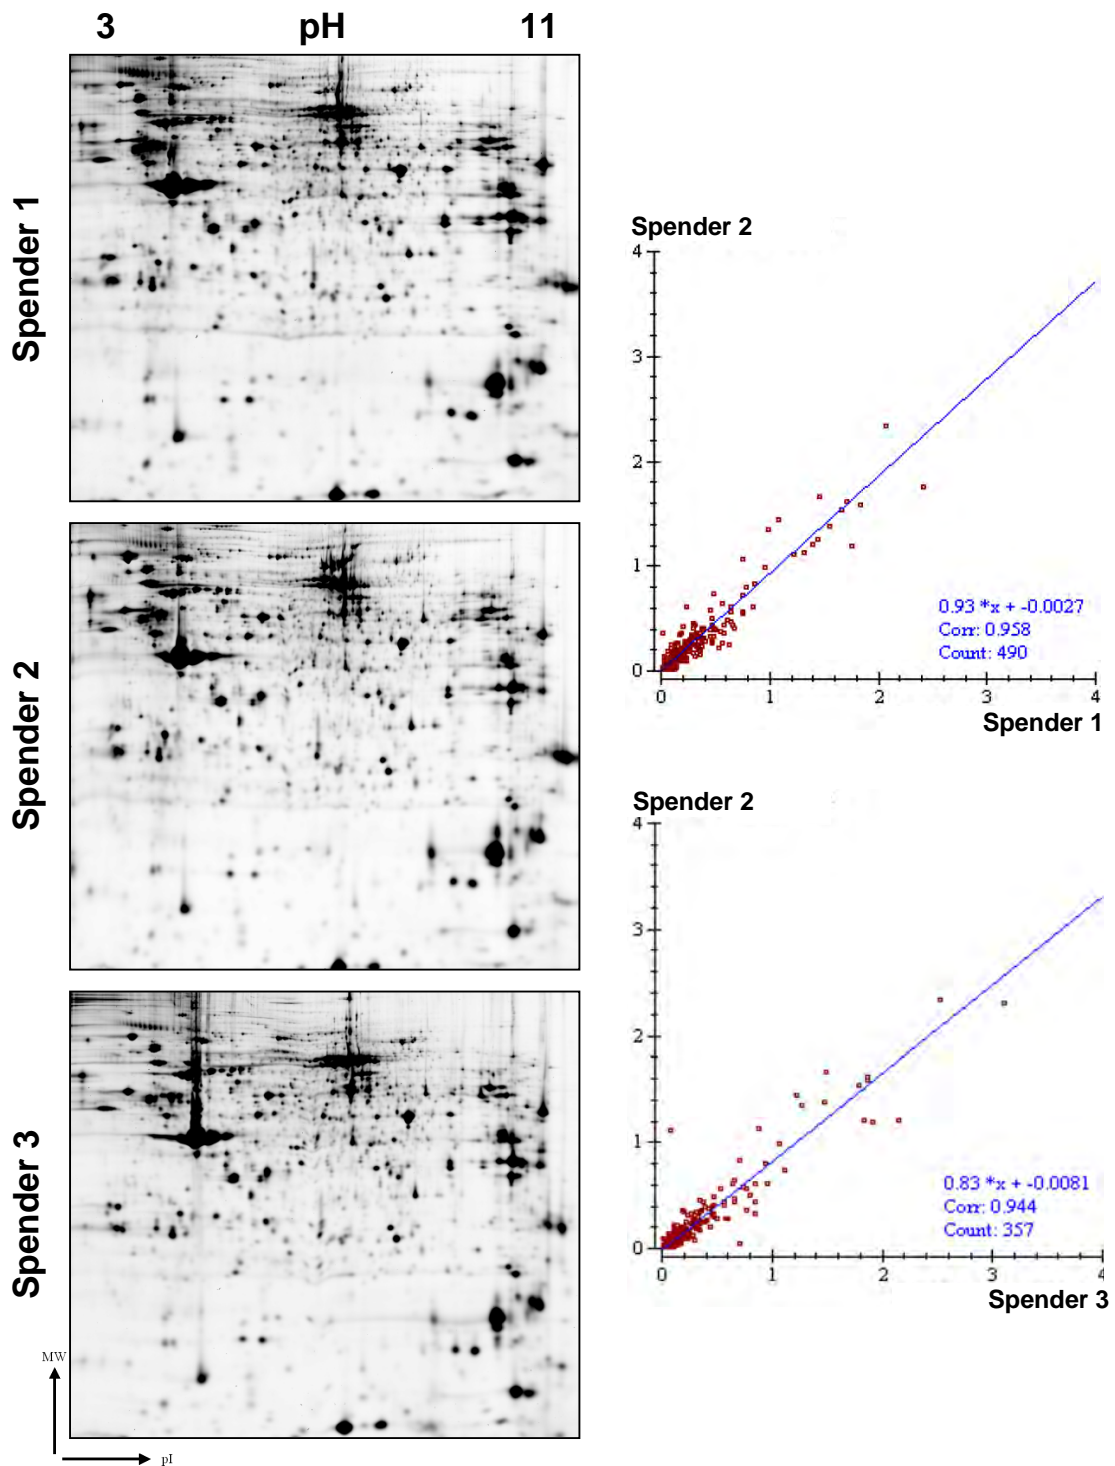 3 pH 11
Spender 1
Spender 2
Spender 3
MW
pI
Spender 2
4
3
2
1
0
0 1 2 3 4
0.93 *x + -0.0027
Corr: 0.958
Count: 490
Spender 1
Spender 2
4
3
2
1
0
0 1 2 3 4
0.83 *x + -0.0081
Corr: 0.944
Count: 357
Spender 3